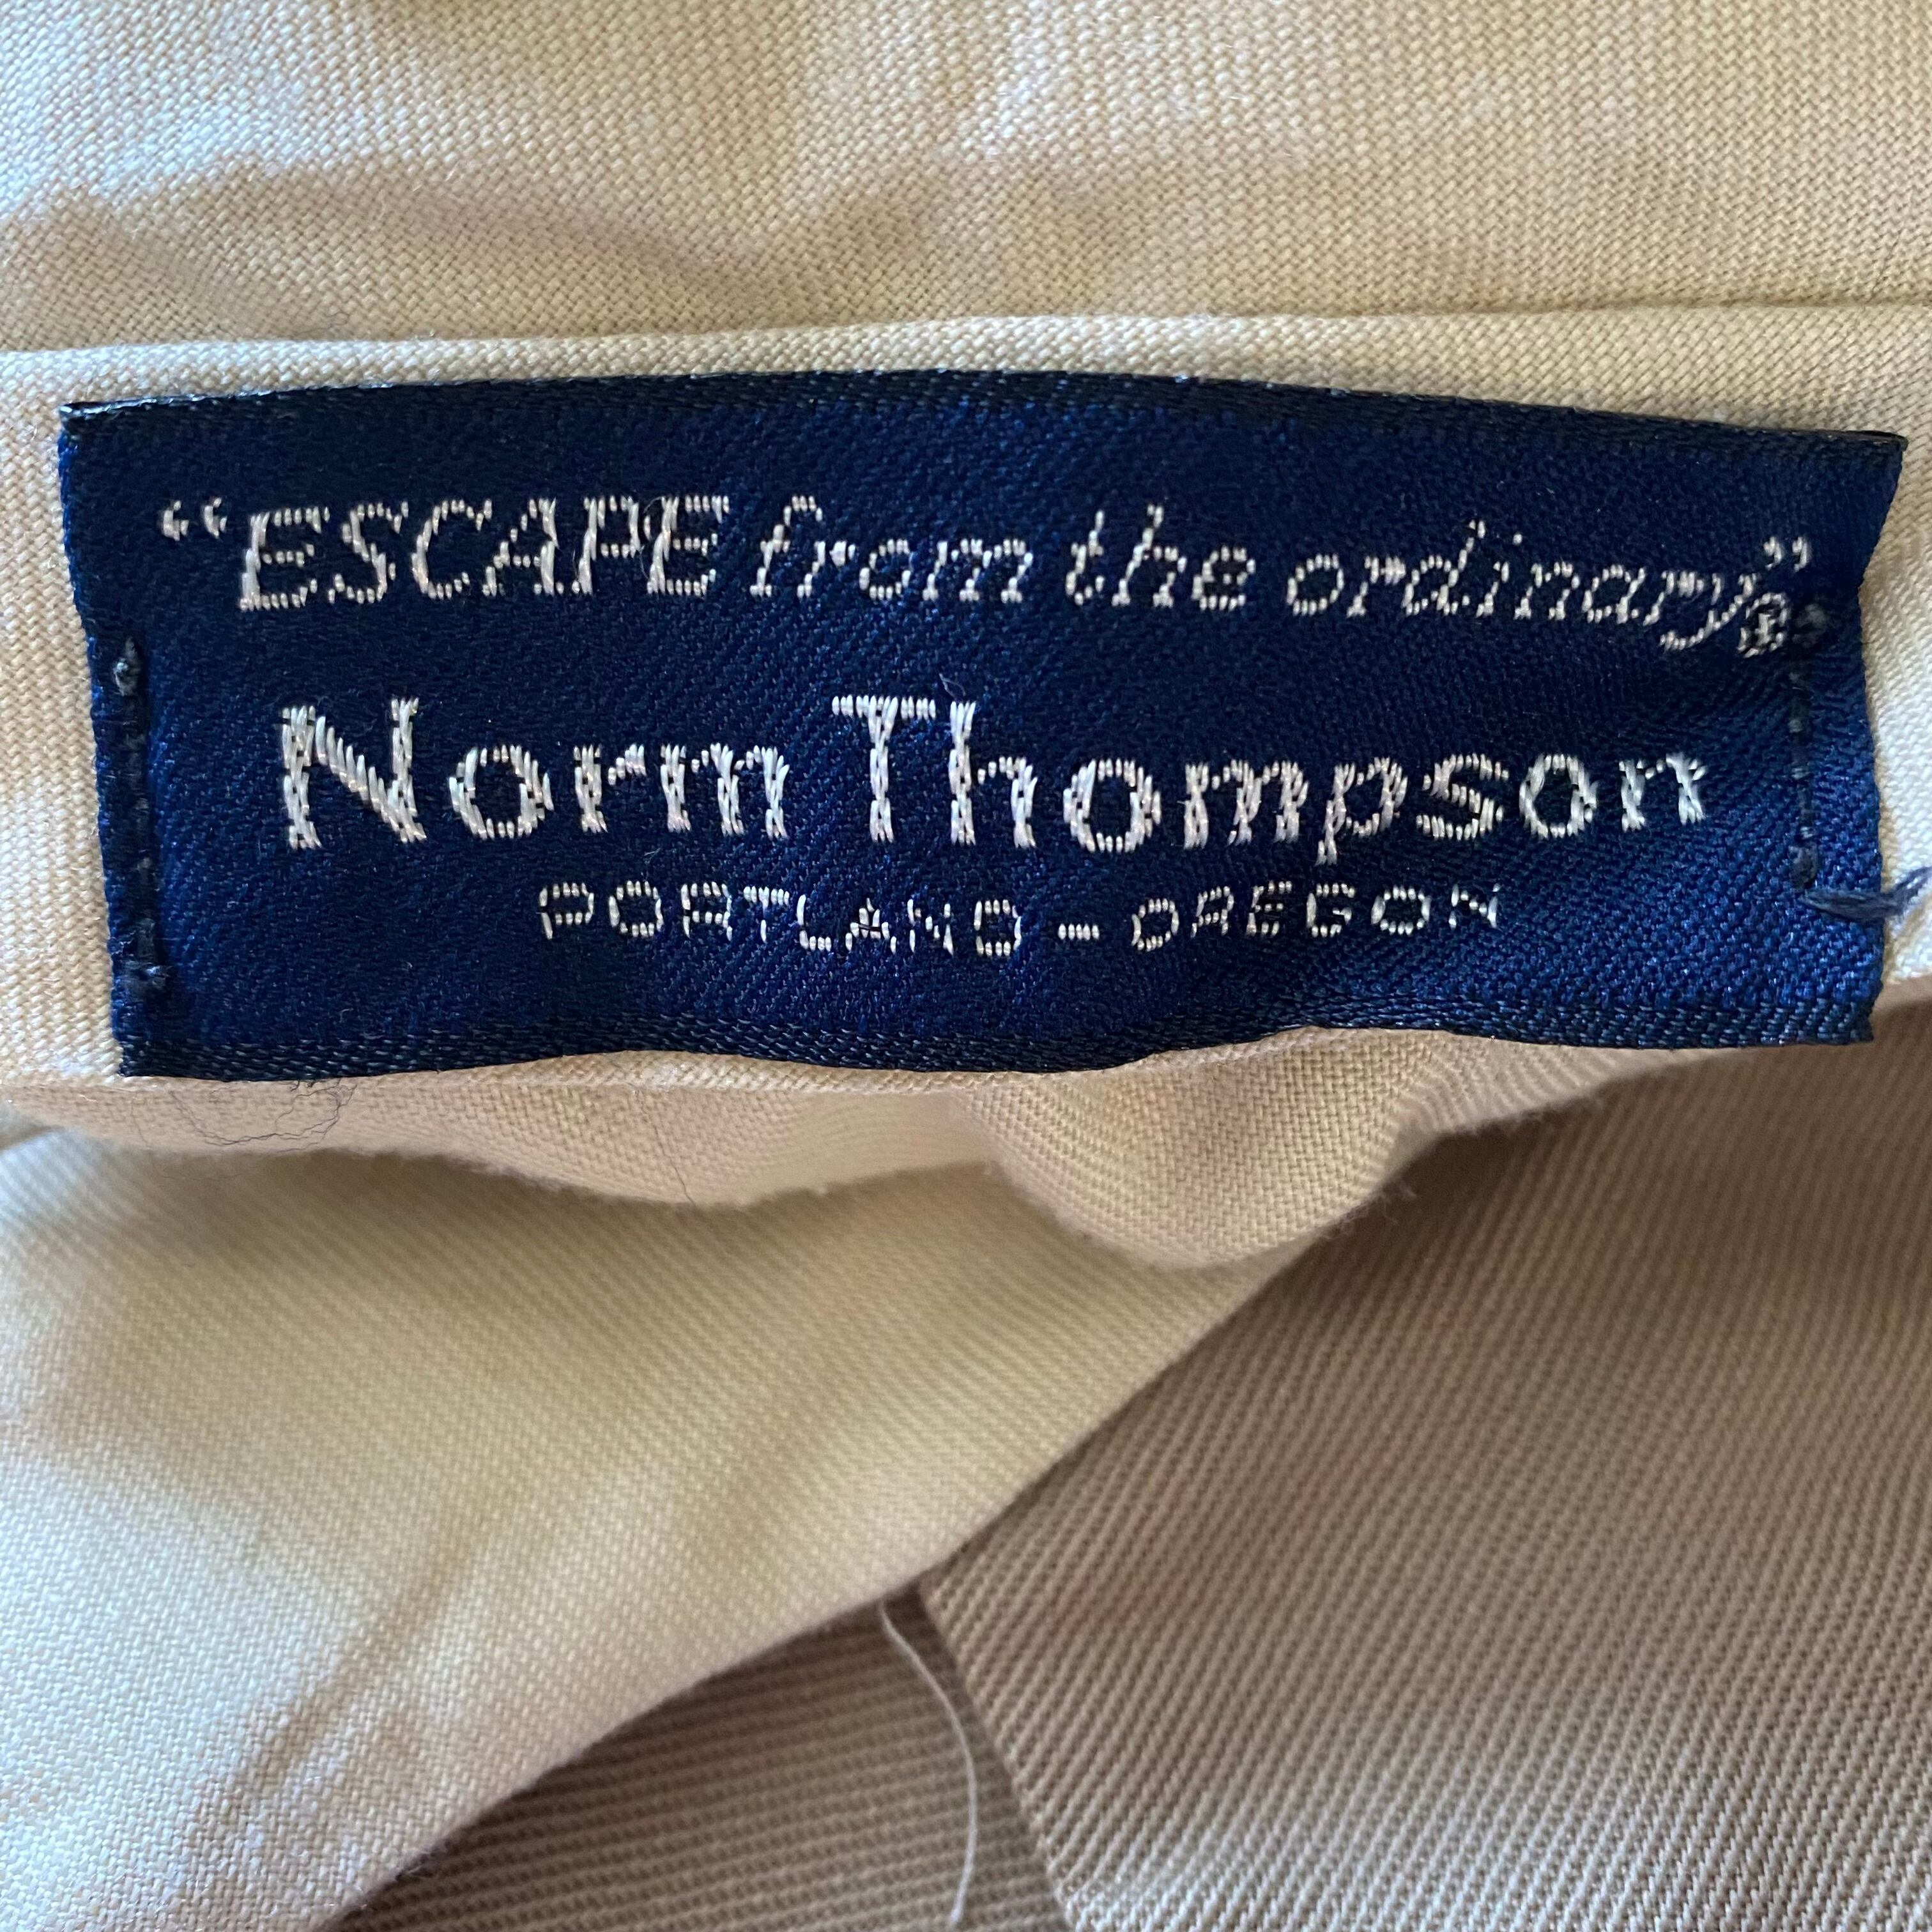 “ESCAPE from the ordinary”®
Norm Thompson
PORTLAND – OREGON